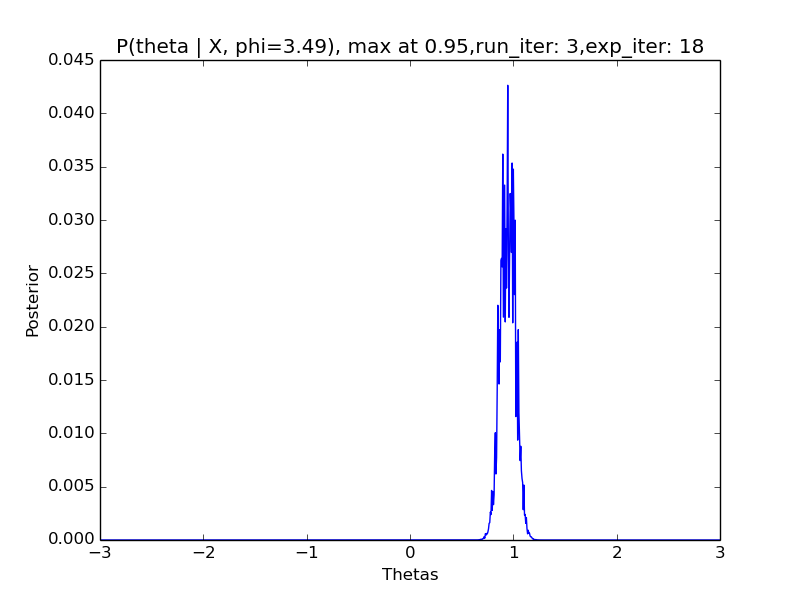 P(theta | X, phi=3.49), max at 0.95,run_iter: 3,exp_iter: 18
0.045
0.040
0.035
0.030
0.025
0.020
0.015
0.010
0.005
0.000
Posterior
−3 −2 −1 0 1 2 3
Thetas